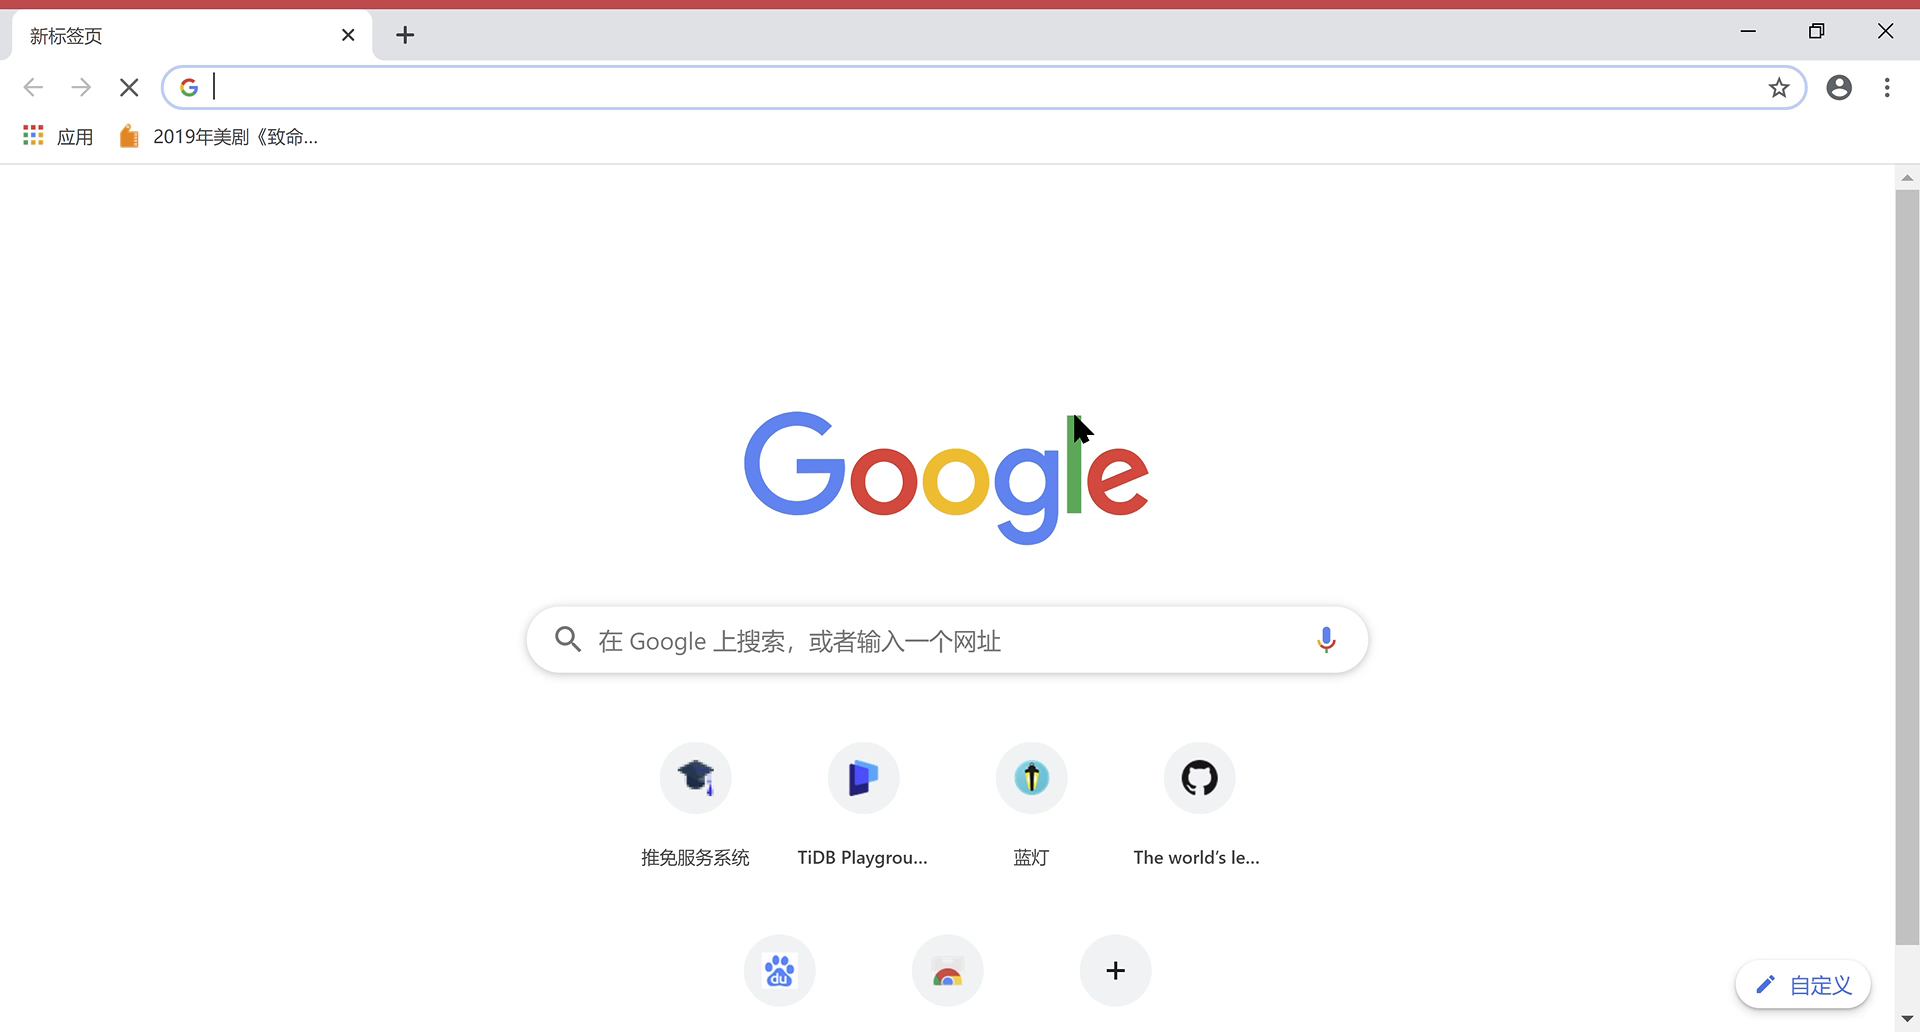 新标签页
应用
2019年美剧《致命...
Google
在 Google 上搜索，或者输入一个网址
推免服务系统
TiDB Playgrou...
蓝灯
The world's le...
du
自定义